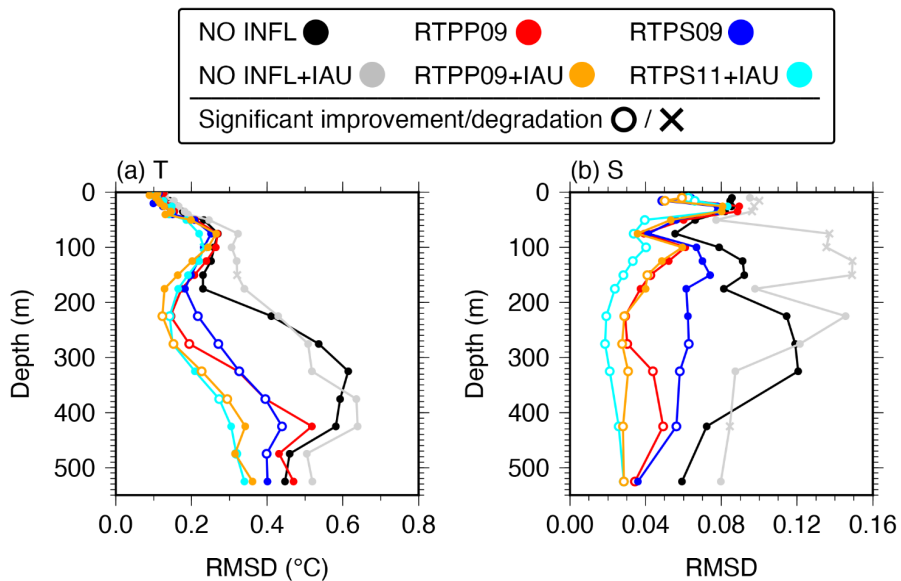 NO INFL RTPP09 RTPS09
NO INFL+IAU RTPP09+IAU RTPS11+IAU
Significant improvement/degradation /
(a) T
0
100
200
300
400
500
Depth (m)
0.0 0.2 0.4 0.6 0.8
RMSD (°C)
(b) S
0
100
200
300
400
500
Depth (m)
0.00 0.04 0.08 0.12 0.16
RMSD